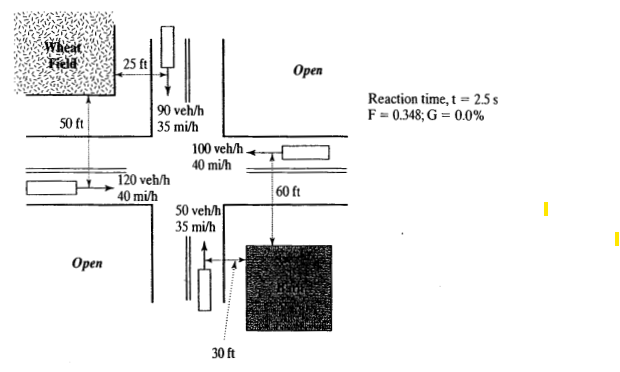 Wheat
Field
25 ft
Open
90 veh/h
35 mi/h
Reaction time, t = 2.5 s
F = 0.348; G = 0.0%
50 ft
100 veh/h
40 mi/h
120 veh/h
40 mi/h
60 ft
50 veh/h
35 mi/h
Open
30 ft